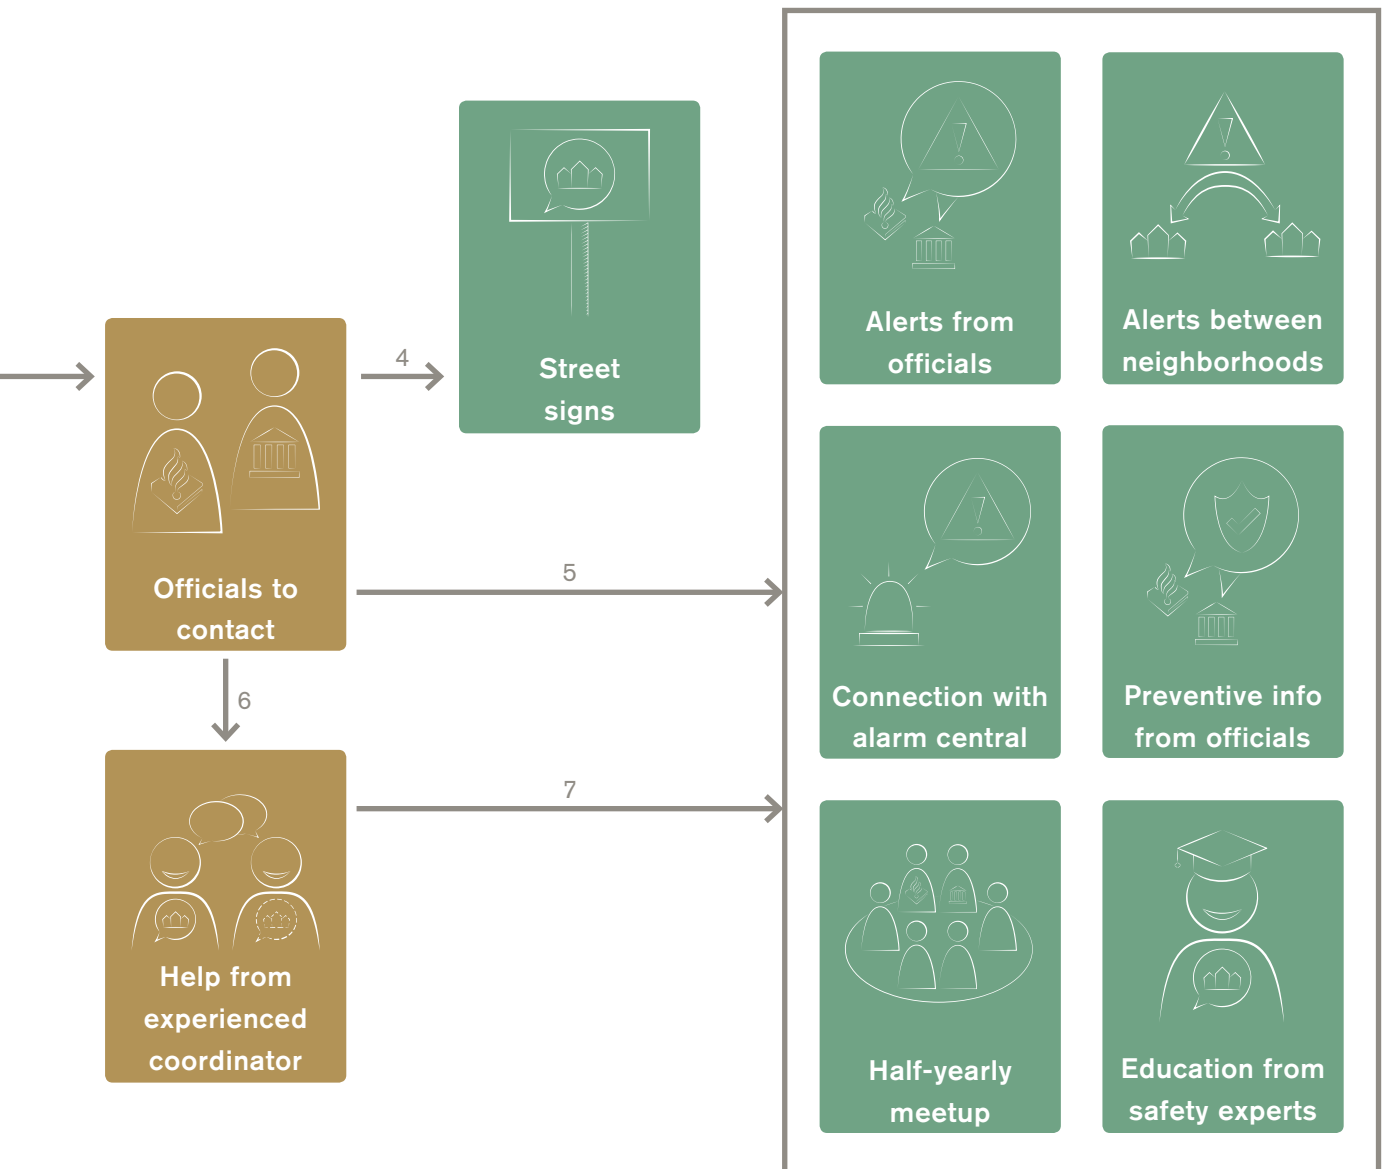 Alerts from
officials
Alerts between
neighborhoods
Street
signs
4
Officials to
contact
5
6
Connection with
alarm central
Preventive info
from officials
7
Help from
experienced
coordinator
Half-yearly
meetup
Education from
safety experts